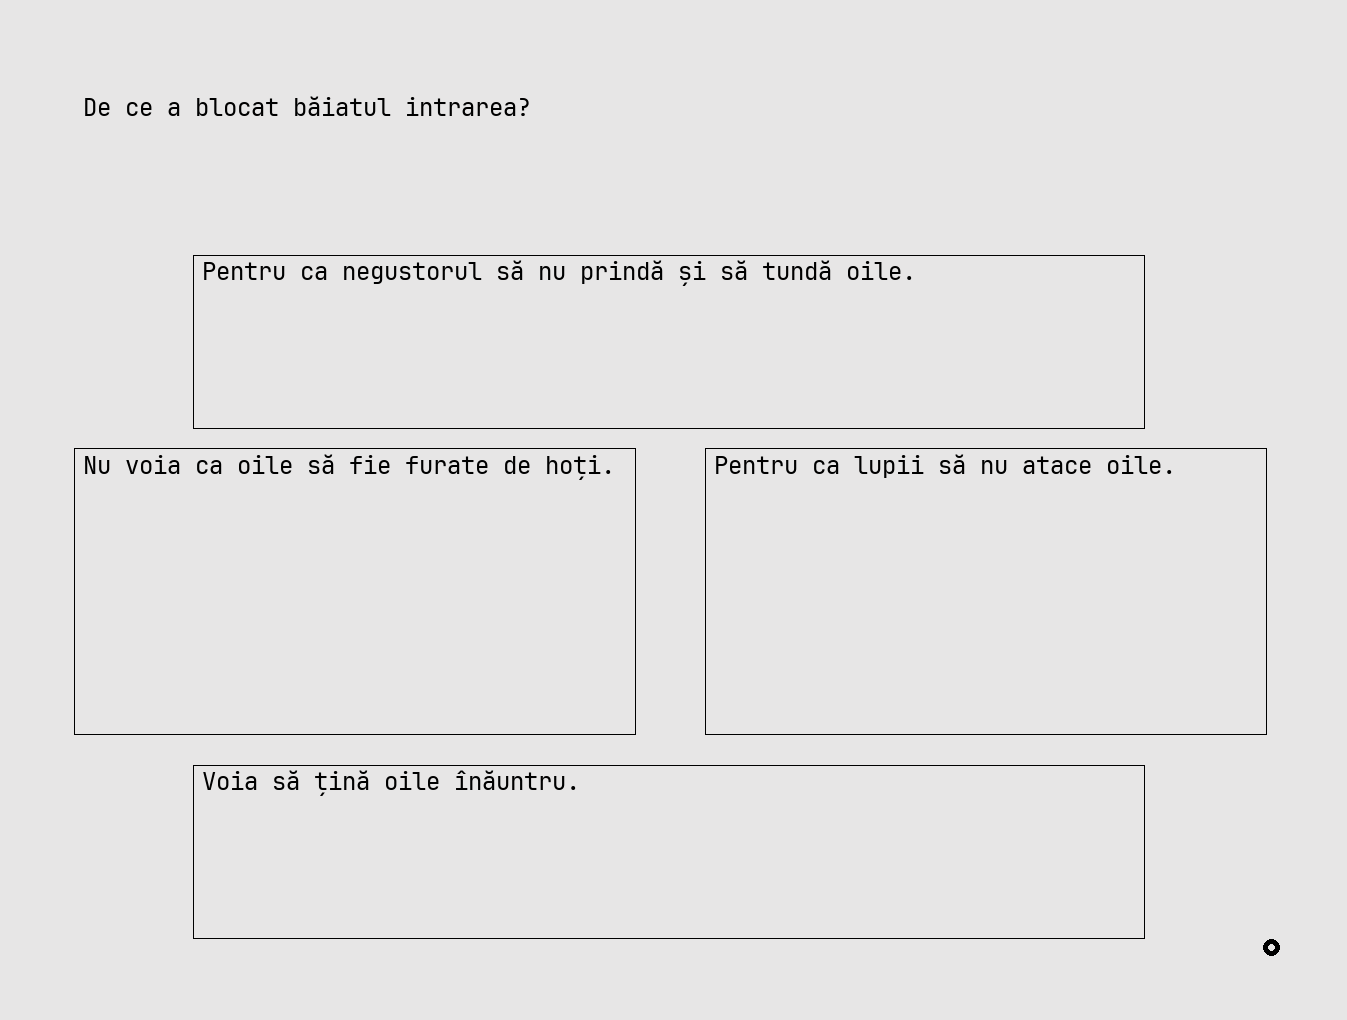 De ce a blocat băiatul intrarea?
Pentru ca negustorul să nu prindă și să tundă oile.
Nu voia ca oile să fie furate de hoți.
Pentru ca lupii să nu atace oile.
Voia să țină oile înăuntru.